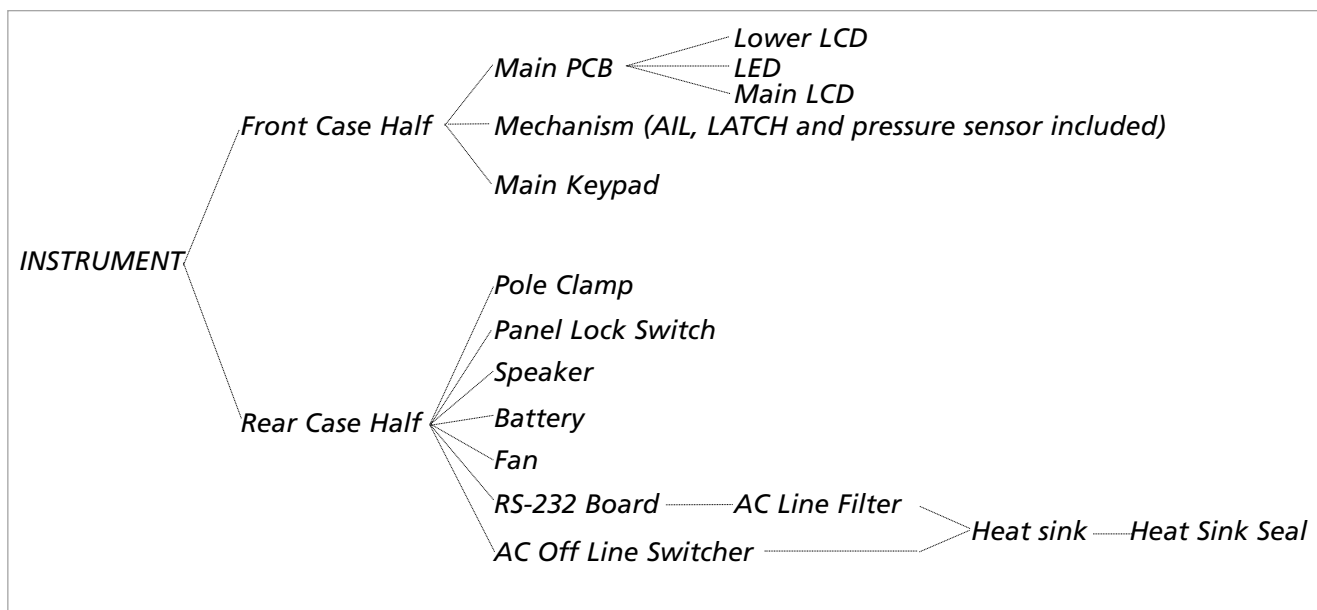 Lower LCD
Main PCB
LED
Main LCD
Front Case Half
Mechanism (AIL, LATCH and pressure sensor included)
Main Keypad
INSTRUMENT
Pole Clamp
Panel Lock Switch
Speaker
Rear Case Half
Battery
Fan
RS-232 Board
AC Line Filter
Heat sink
Heat Sink Seal
AC Off Line Switcher